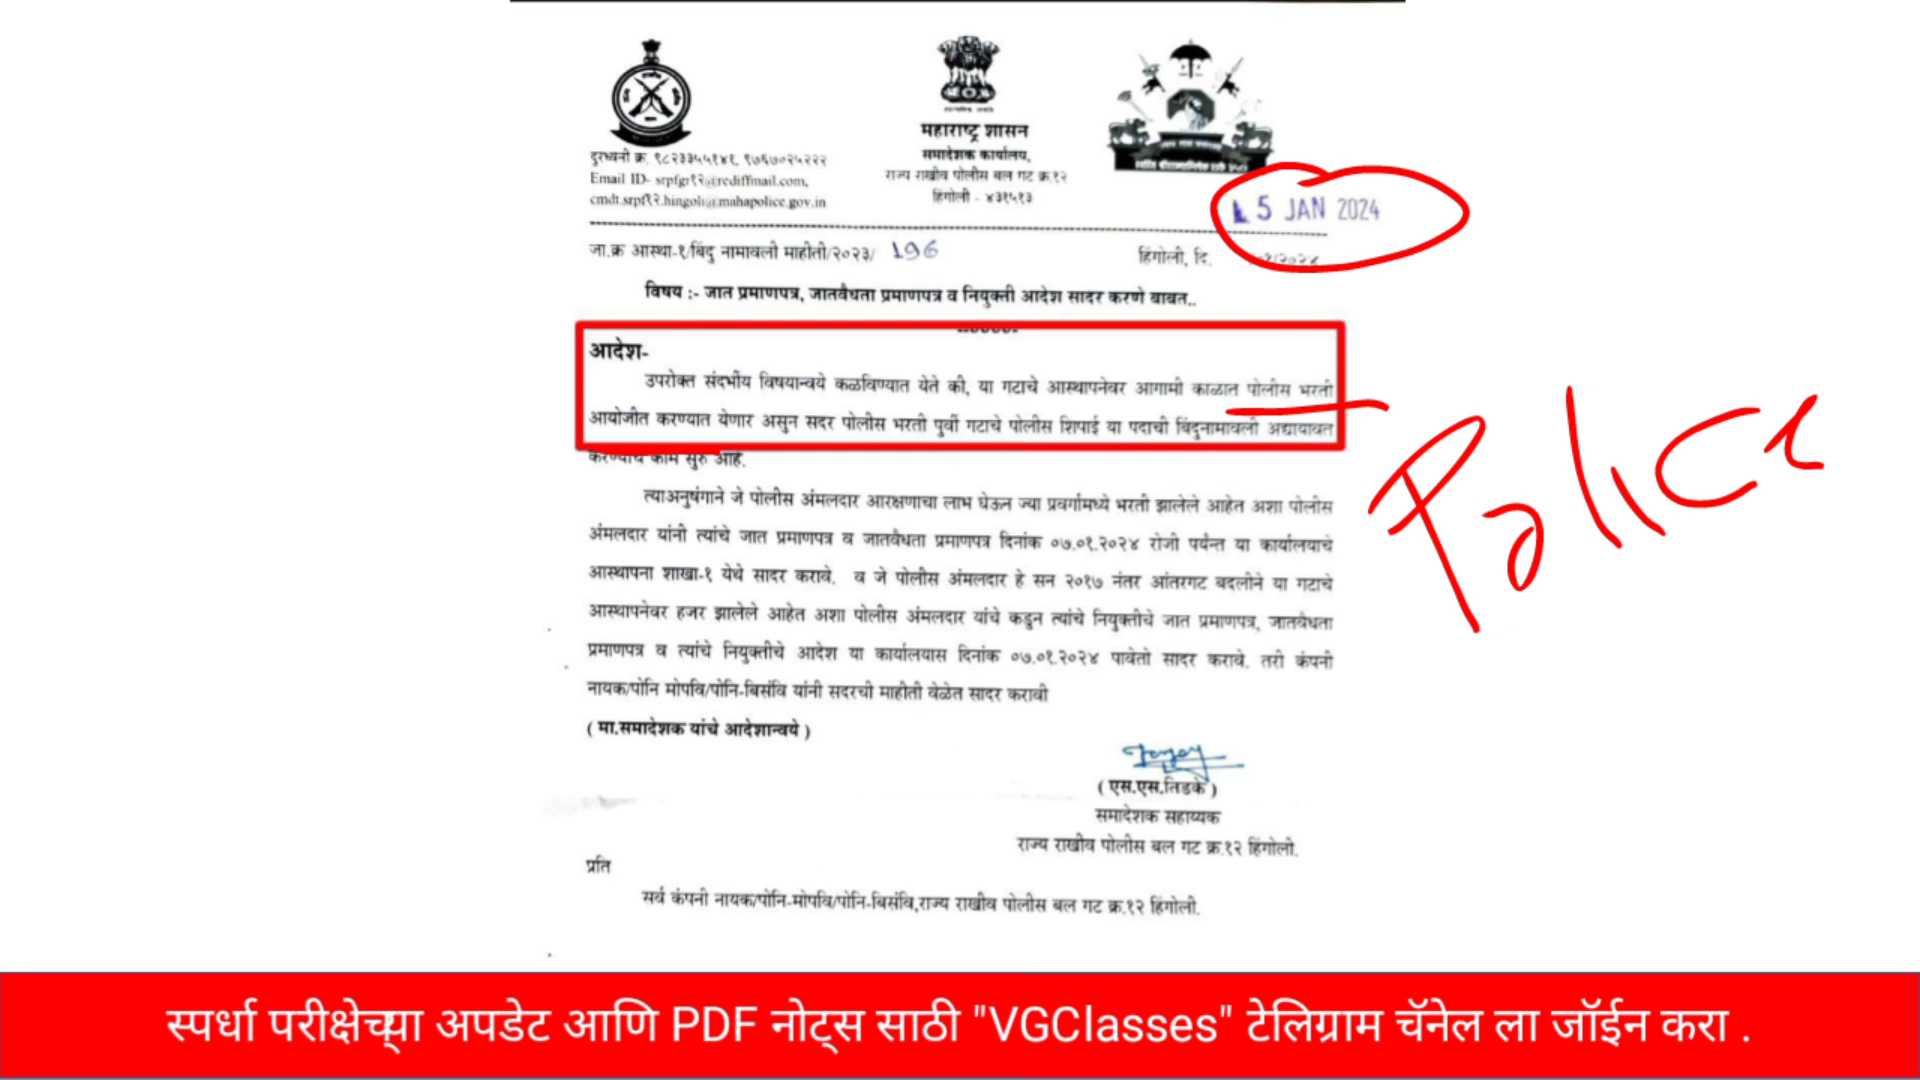 दुरध्वनी क्र. ९८२३३५५१४१, ९७६७०२५२२२
Email ID- srpfgr१२@rediffmail.com,
cmdt.srpf१२.hingoli@mahapolice.gov.in
महाराष्ट्र शासन
समादेशक कार्यालय,
राज्य राखीव पोलीस बल गट क्र.१२
हिंगोली - ४३१५१३
5 JAN 2024
जा.क्र आस्था-१/बिंदु नामावली माहीती/२०२३/ 196
हिंगोली, दि. ०१/२०२४
विषय :- जात प्रमाणपत्र, जातवैधता प्रमाणपत्र व नियुक्ती आदेश सादर करणे बाबत..
आदेश-
उपरोक्त संदर्भीय विषयान्वये कळविण्यात येते की, या गटाचे आस्थापनेवर आगामी काळात पोलीस भरती
आयोजीत करण्यात येणार असुन सदर पोलीस भरती पुर्वी गटाचे पोलीस शिपाई या पदाची बिंदुनामावली अद्यायावत
करण्याचे काम सुरु आहे.
Police
त्याअनुषंगाने जे पोलीस अंमलदार आरक्षणाचा लाभ घेऊन ज्या प्रवर्गामध्ये भरती झालेले आहेत अशा पोलीस
अंमलदार यांनी त्यांचे जात प्रमाणपत्र व जातवैधता प्रमाणपत्र दिनांक ०७.०१.२०२४ रोजी पर्यंन्त या कार्यालयाचे
आस्थापना शाखा-१ येथे सादर करावे. व जे पोलीस अंमलदार हे सन २०१७ नंतर आंतरगट बदलीने या गटाचे
आस्थापनेवर हजर झालेले आहेत अशा पोलीस अंमलदार यांचे कडुन त्यांचे नियुक्तीचे जात प्रमाणपत्र, जातवैधता
प्रमाणपत्र व त्यांचे नियुक्तीचे आदेश या कार्यालयास दिनांक ०७.०१.२०२४ पावेतो सादर करावे. तरी कंपनी
नायक/पोनि मोपवि/पोनि-बिसंवि यांनी सदरची माहीती वेळेत सादर करावी
( मा.समादेशक यांचे आदेशान्वये )
( एस.एस.तिडके )
समादेशक सहाय्यक
राज्य राखीव पोलीस बल गट क्र.१२ हिंगोली.
प्रति
सर्व कंपनी नायक/पोनि-मोपवि/पोनि-बिसंवि,राज्य राखीव पोलीस बल गट क्र.१२ हिंगोली.
स्पर्धा परीक्षेच्या अपडेट आणि PDF नोट्स साठी "VGClasses" टेलिग्राम चॅनेल ला जॉईन करा .